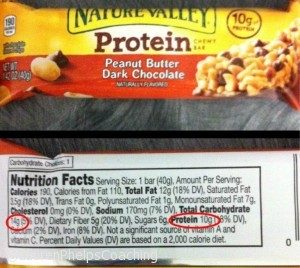 NATURE VALLEY
10g
PROTEIN
190
Protein CHEWY
BAR
Peanut Butter
Dark Chocolate
NATURALLY FLAVORED
NET WT
1.42 OZ (40g)
Carbohydrate Choices: 1
Nutrition Facts Serving Size: 1 bar (40g), Amount Per Serving:
Calories 190, Calories from Fat 110, Total Fat 12g (18% DV), Saturated Fat
3.5g (18% DV), Trans Fat 0g, Polyunsaturated Fat 1g, Monounsaturated Fat 7g,
Cholesterol 0mg (0% DV), Sodium 170mg (7% DV), Total Carbohydrate
14g (5% DV), Dietary Fiber 5g (20% DV), Sugars 6g, Protein 10g (8% DV),
(2% DV), Iron (8% DV). Not a significant source of vitamin A and
vitamin C. Percent Daily Values (DV) are based on a 2,000 calorie diet.
PhelpsCoaching